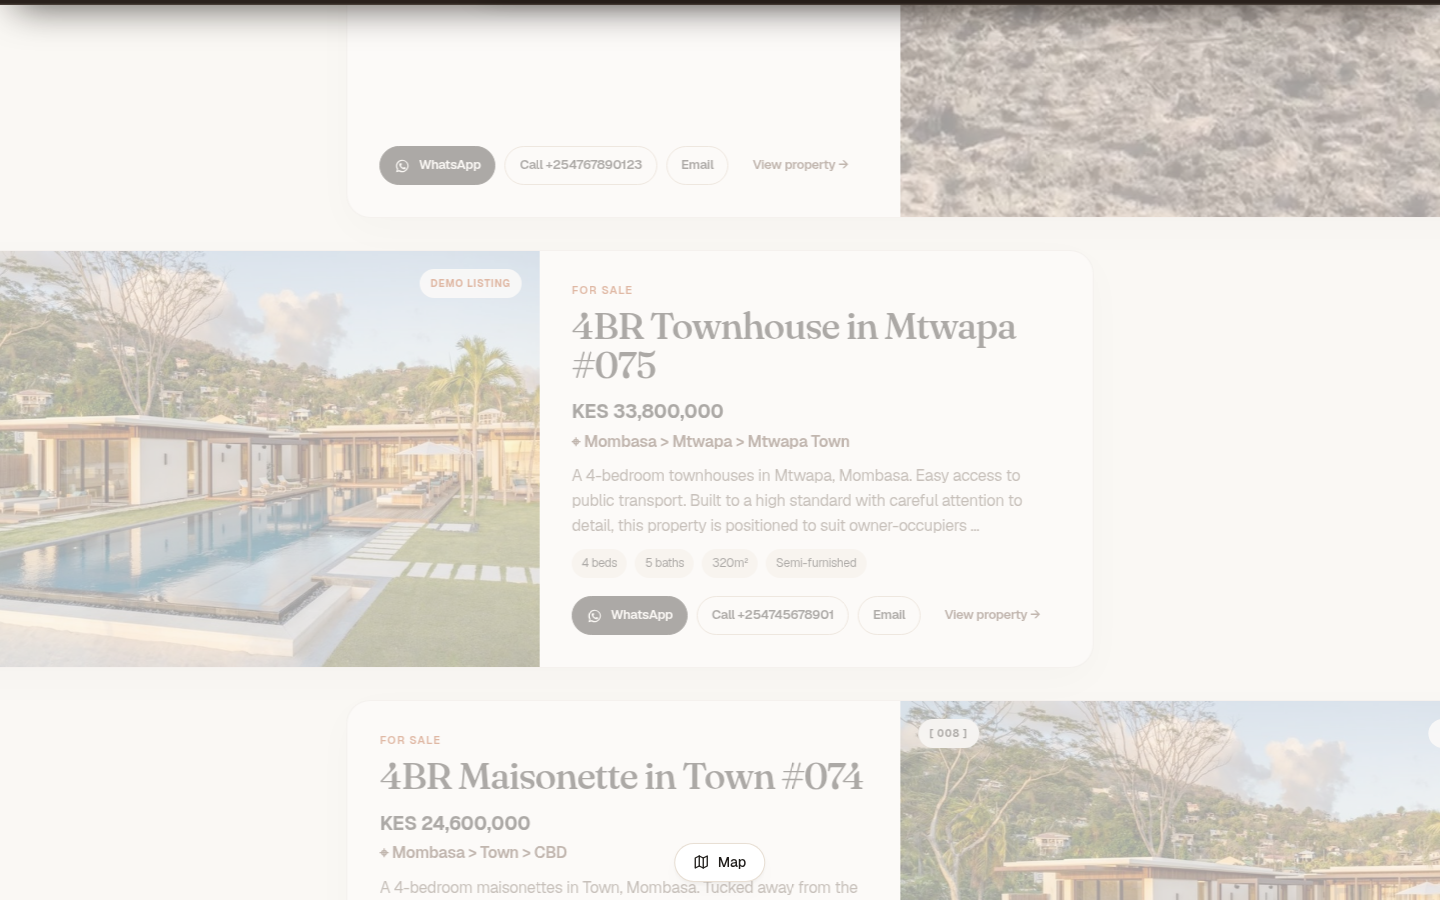 WhatsApp
Call +254767890123
Email
View property →
DEMO LISTING
FOR SALE
4BR Townhouse in Mtwapa
#075
KES 33,800,000
⌖ Mombasa > Mtwapa > Mtwapa Town
A 4-bedroom townhouses in Mtwapa, Mombasa. Easy access to
public transport. Built to a high standard with careful attention to
detail, this property is positioned to suit owner-occupiers ...
4 beds
5 baths
320m²
Semi-furnished
WhatsApp
Call +254745678901
Email
View property →
FOR SALE
[ 008 ]
4BR Maisonette in Town #074
KES 24,600,000
⌖ Mombasa > Town > CBD
Map
A 4-bedroom maisonettes in Town, Mombasa. Tucked away from the